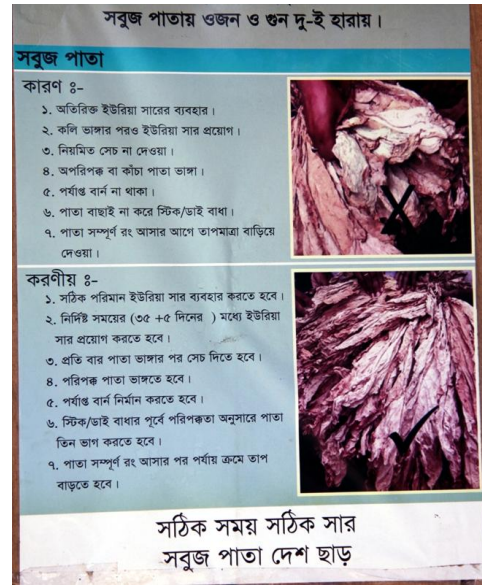 সবুজ পাতায় ওজন ও গুন দু-ই হারায়।
সবুজ পাতা
কারণ ঃ-
১. অতিরিক্ত ইউরিয়া সারের ব্যবহার।
২. কলি ভাঙ্গার পরও ইউরিয়া সার প্রয়োগ।
৩. নিয়মিত সেচ না দেওয়া।
৪. অপরিপক্ক বা কাঁচা পাতা ভাঙ্গা।
৫. পর্যাপ্ত বার্ন না থাকা।
৬. পাতা বাছাই না করে স্টিক/ডাই বাধা।
৭. পাতা সম্পূর্ণ রং আসার আগে তাপমাত্রা বাড়িয়ে
দেওয়া।
করণীয় ঃ-
১. সঠিক পরিমান ইউরিয়া সার ব্যবহার করতে হবে।
২. নির্দিষ্ট সময়ের (৩৫ +৫ দিনের ) মধ্যে ইউরিয়া
সার প্রয়োগ করতে হবে।
৩. প্রতি বার পাতা ভাঙ্গার পর সেচ দিতে হবে।
৪. পরিপক্ক পাতা ভাঙ্গতে হবে।
৫. পর্যাপ্ত বার্ন নির্মান করতে হবে।
৬. স্টিক/ডাই বাধার পূর্বে পরিপক্কতা অনুসারে পাতা
তিন ভাগ করতে হবে।
৭. পাতা সম্পূর্ণ রং আসার পর পর্যায় ক্রমে তাপ
বাড়তে হবে।
সঠিক সময় সঠিক সার
সবুজ পাতা দেশ ছাড়